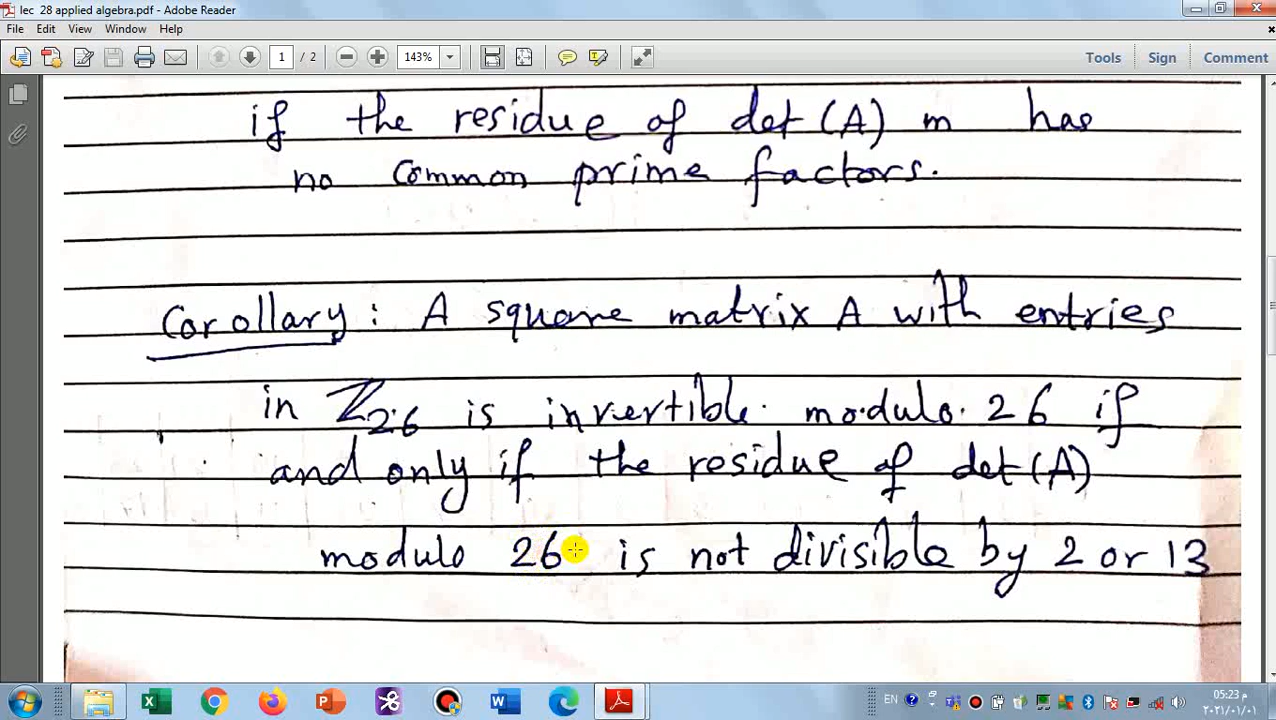 lec 28 applied algebra.pdf - Adobe Reader
File Edit View Window Help
1 / 2 143% Tools Sign Comment
if the residue of det(A) m has
no common prime factors.
Corollary: A square matrix A with entries
in Z26 is invertible modulo 26 if
and only if the residue of det(A)
modulo 26 is not divisible by 2 or 13
EN 05:23 م
٢٠٢١/٠١/٠١